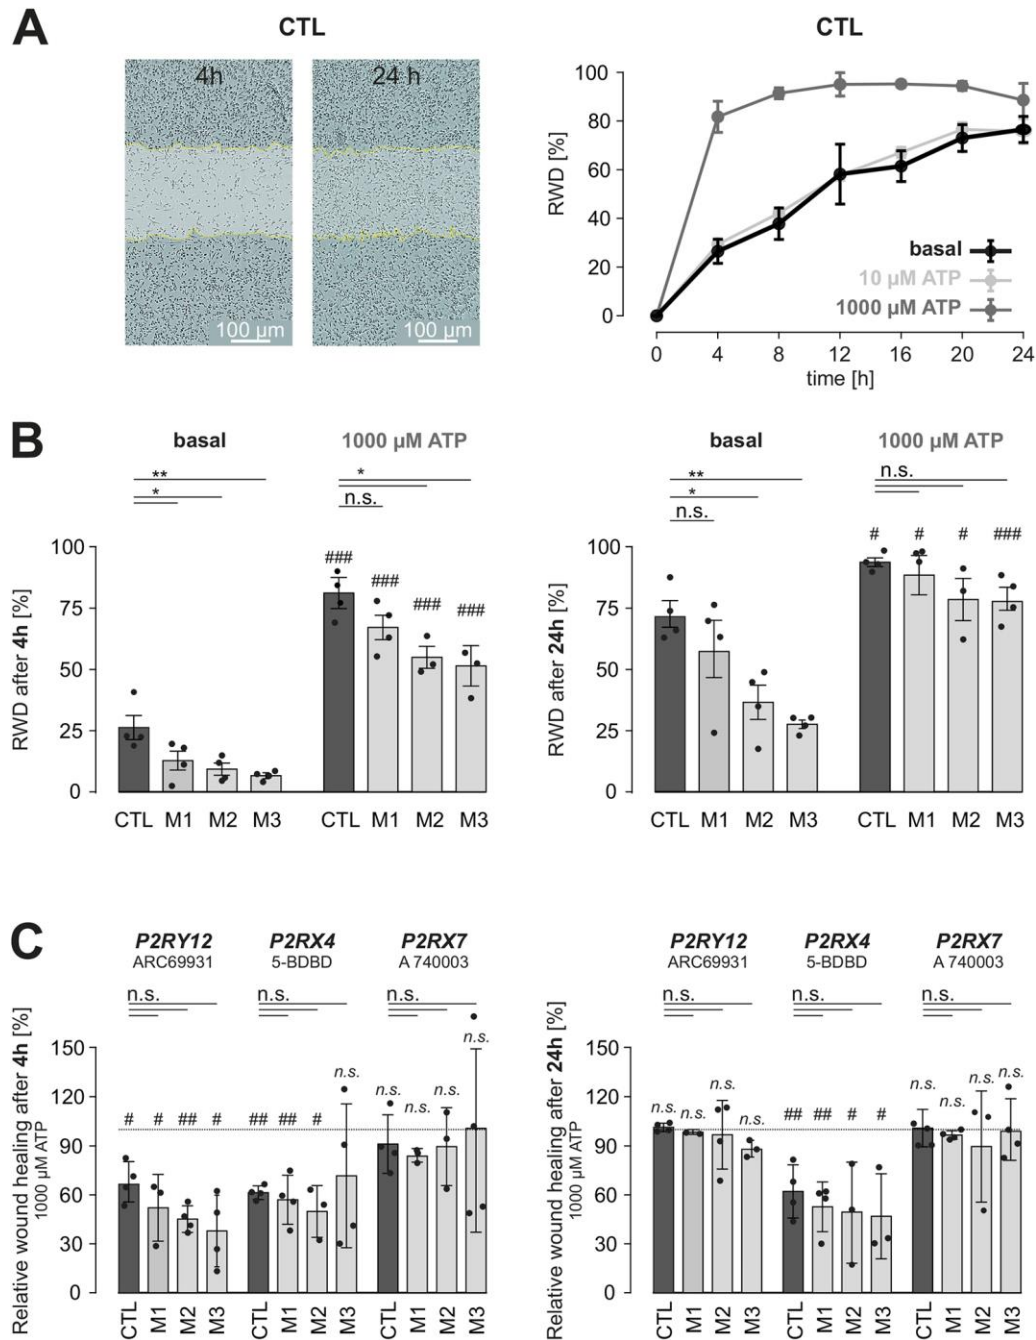 A
CTL
4h
24 h
100 µm
100 µm
CTL
RWD [%]
100
80
60
40
20
0
basal
10 µM ATP
1000 µM ATP
0 4 8 12 16 20 24
time [h]
B
basal
1000 µM ATP
**
*
*
n.s.
RWD after 4h [%]
100
75
50
25
0
### ### ### ###
CTL M1 M2 M3 CTL M1 M2 M3
basal
1000 µM ATP
**
*
n.s.
n.s.
RWD after 24h [%]
100
75
50
25
0
# # # ###
CTL M1 M2 M3 CTL M1 M2 M3
C
P2RY12 P2RX4 P2RX7
ARC69931 5-BDBD A 740003
n.s. n.s. n.s.
Relative wound healing after 4h [%]
1000 µM ATP
150
120
90
60
30
0
# # ## # ## ## # n.s. n.s. n.s. n.s.
CTL M1 M2 M3 CTL M1 M2 M3 CTL M1 M2 M3
P2RY12 P2RX4 P2RX7
ARC69931 5-BDBD A 740003
n.s. n.s. n.s.
Relative wound healing after 24h [%]
1000 µM ATP
150
120
90
60
30
0
n.s. n.s. n.s. n.s. ## ## # # n.s. n.s. n.s. n.s.
CTL M1 M2 M3 CTL M1 M2 M3 CTL M1 M2 M3